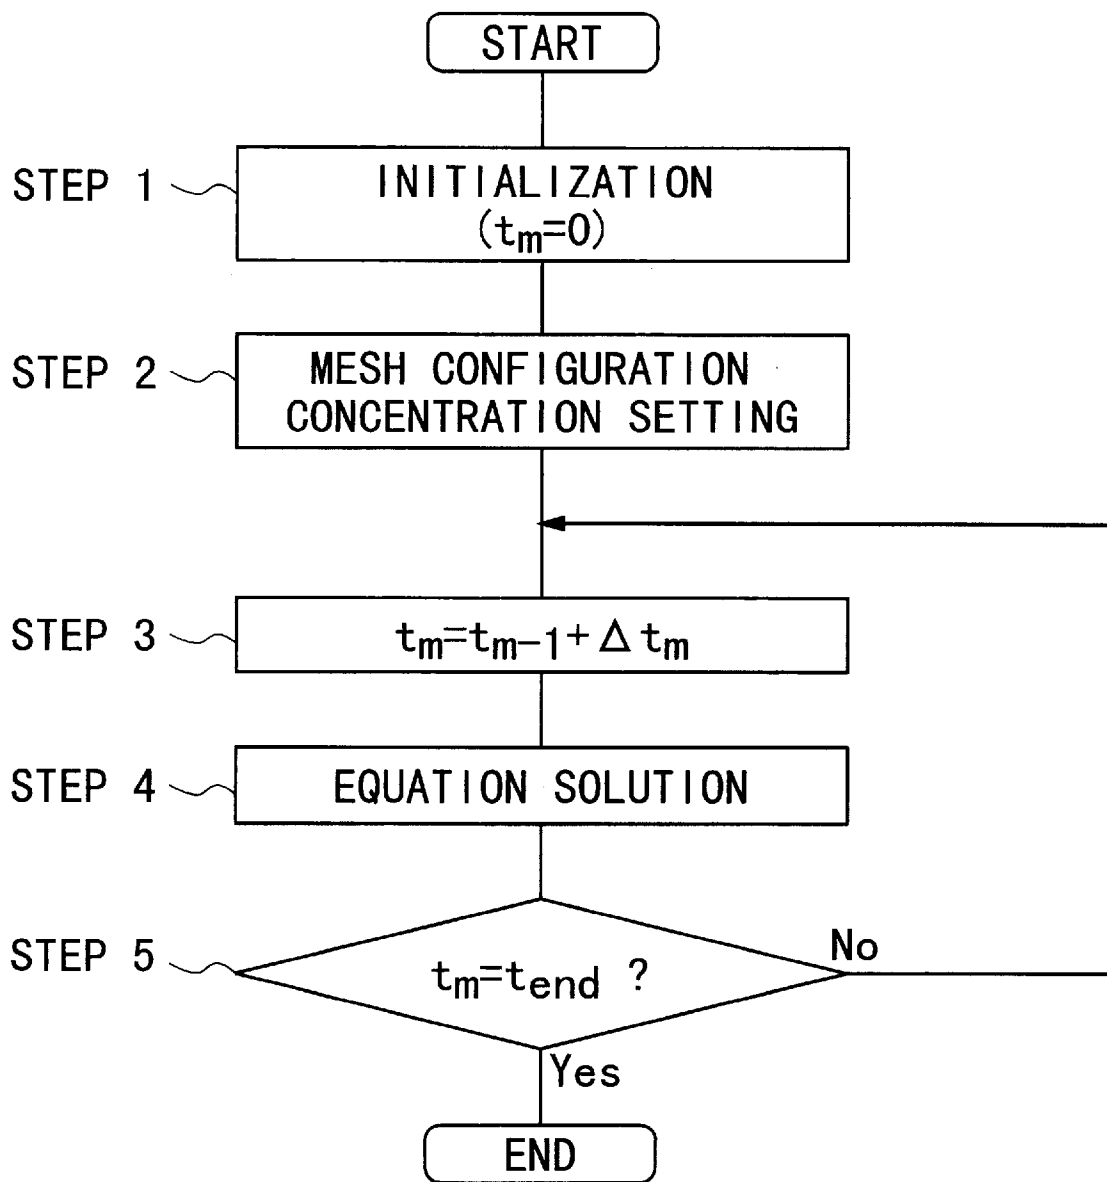 START
STEP 1
INITIALIZATION
(tm=0)
STEP 2
MESH CONFIGURATION
CONCENTRATION SETTING
STEP 3
tm=tm-1+Δtm
STEP 4
EQUATION SOLUTION
STEP 5
tm=tend ?
No
Yes
END